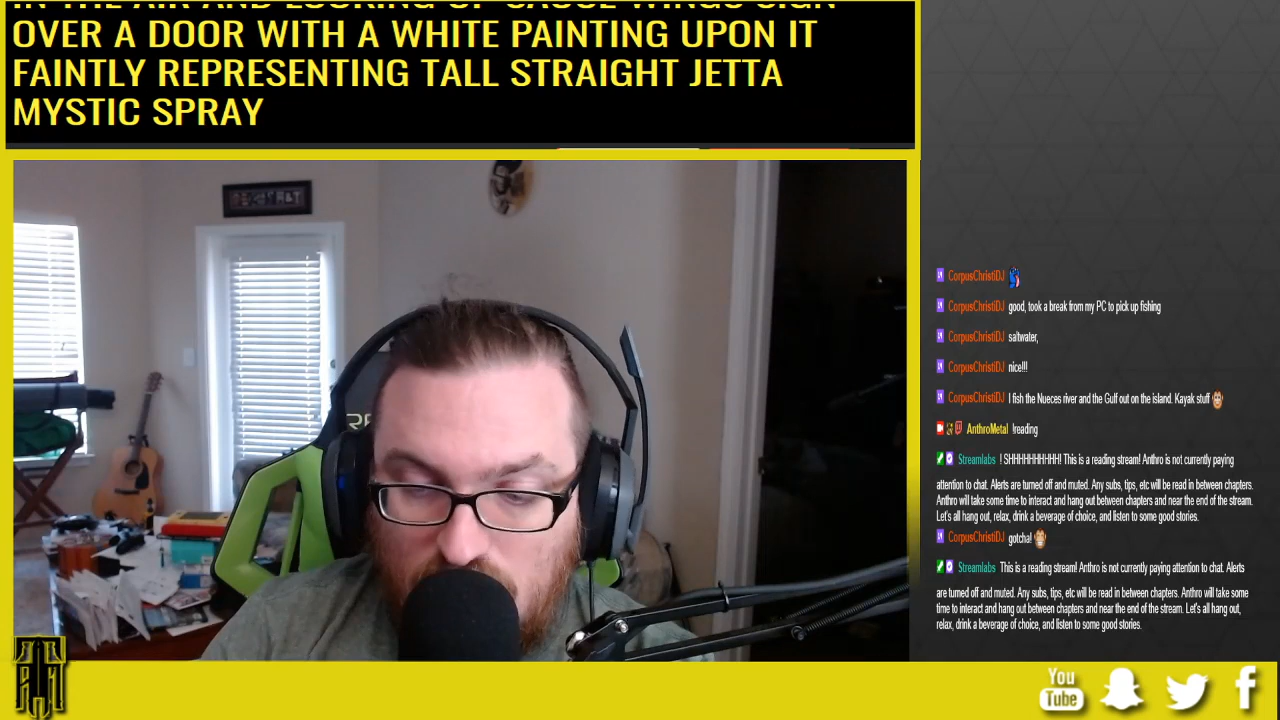 IN THE AIR AND LOOKING UP CAUSE WINGS SIGN
OVER A DOOR WITH A WHITE PAINTING UPON IT
FAINTLY REPRESENTING TALL STRAIGHT JETTA
MYSTIC SPRAY
CorpusChristiDJ
CorpusChristiDJ good, took a break from my PC to pick up fishing
CorpusChristiDJ saltwater,
CorpusChristiDJ nice!!!
CorpusChristiDJ I fish the Nueces river and the Gulf out on the island. Kayak stuff
AnthroMetal !reading
Streamlabs ! SHHHHHHHHH! This is a reading stream! Anthro is not currently paying
attention to chat. Alerts are turned off and muted. Any subs, tips, etc will be read in between chapters.
Anthro will take some time to interact and hang out between chapters and near the end of the stream.
Let's all hang out, relax, drink a beverage of choice, and listen to some good stories.
CorpusChristiDJ gotcha!
Streamlabs This is a reading stream! Anthro is not currently paying attention to chat. Alerts
are turned off and muted. Any subs, tips, etc will be read in between chapters. Anthro will take some
time to interact and hang out between chapters and near the end of the stream. Let's all hang out,
relax, drink a beverage of choice, and listen to some good stories.
You
Tube